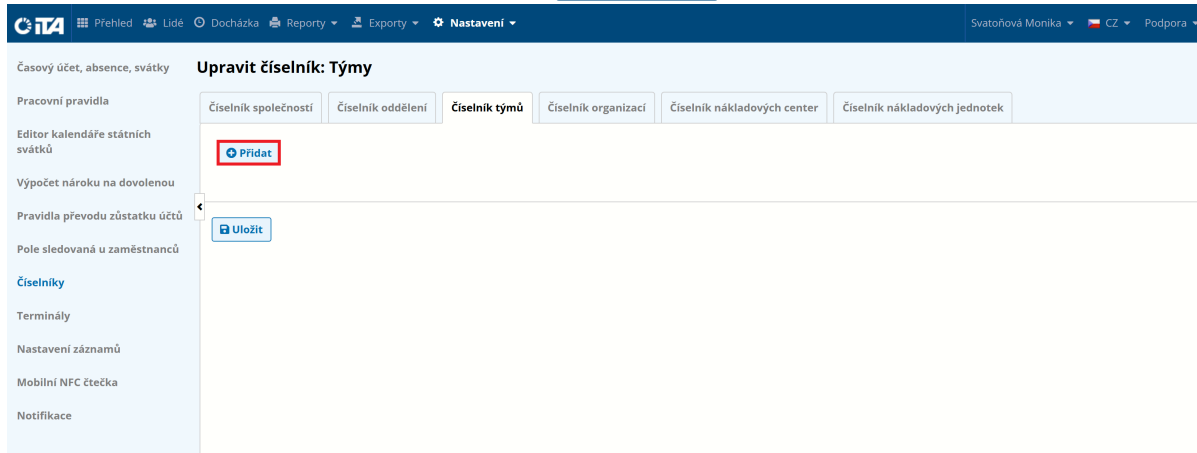 iTA Přehled Lidé Docházka Reporty Exporty Nastavení Svatoňová Monika CZ Podpora
Časový účet, absence, svátky
Pracovní pravidla
Editor kalendáře státních
svátků
Výpočet nároku na dovolenou
Pravidla převodu zůstatku účtů
Pole sledovaná u zaměstnanců
Číselníky
Terminály
Nastavení záznamů
Mobilní NFC čtečka
Notifikace
Upravit číselník: Týmy
Číselník společností Číselník oddělení Číselník týmů Číselník organizací Číselník nákladových center Číselník nákladových jednotek
Přidat
Uložit